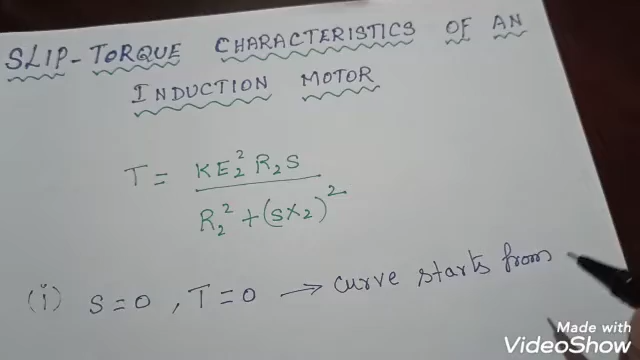 SLIP-TORQUE CHARACTERISTICS OF AN
INDUCTION MOTOR
T = KE₂²R₂S / R₂² + (SX₂)²
(i) S=0, T=0 → curve starts from
Made with
VideoShow